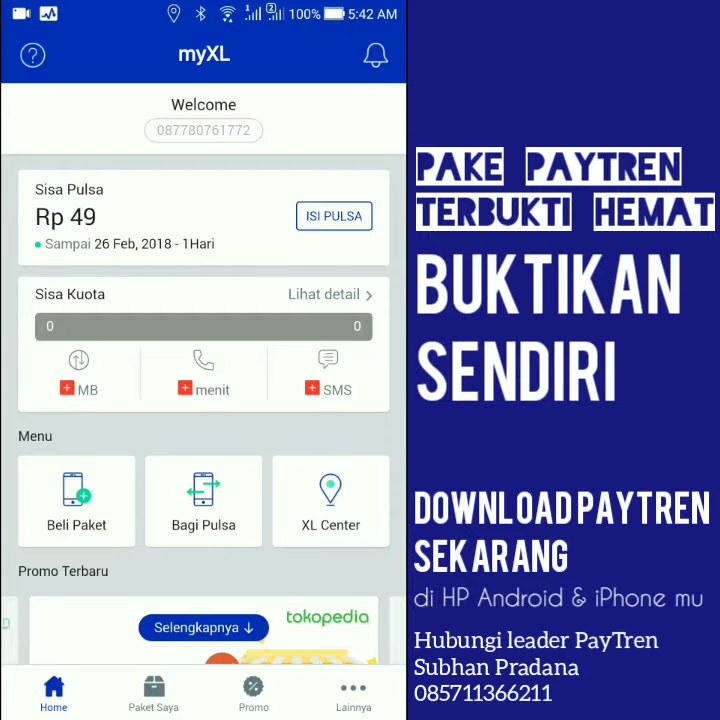 1 2 100% 5:42 AM
? myXL
Welcome
087780761772
Sisa Pulsa
Rp 49
ISI PULSA
Sampai 26 Feb, 2018 - 1Hari
Sisa Kuota
Lihat detail >
0 0
+ MB + menit + SMS
Menu
Beli Paket Bagi Pulsa XL Center
Promo Terbaru
n
tokopedia
Selengkapnya ↓
Home Paket Saya Promo Lainnya
PAKE PAYTREN
TERBUKTI HEMAT
BUKTIKAN
SENDIRI
DOWNLOAD PAYTREN
SEKARANG
di HP Android & iPhone mu
Hubungi leader PayTren
Subhan Pradana
085711366211